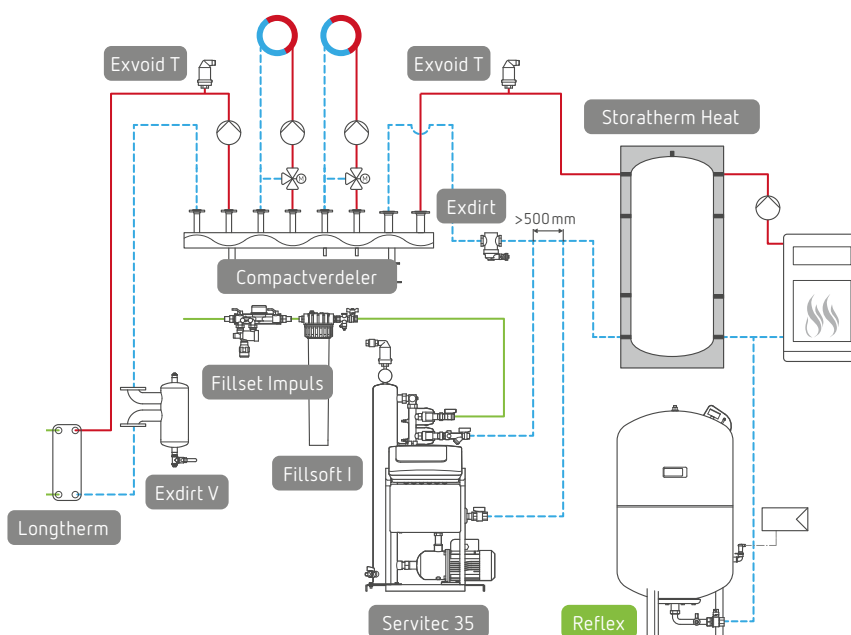 Exvoid T
Exvoid T
Storatherm Heat
M
M
Exdirt
>500mm
Compactverdeler
Fillset Impuls
Fillsoft I
Exdirt V
Longtherm
Servitec 35
Reflex